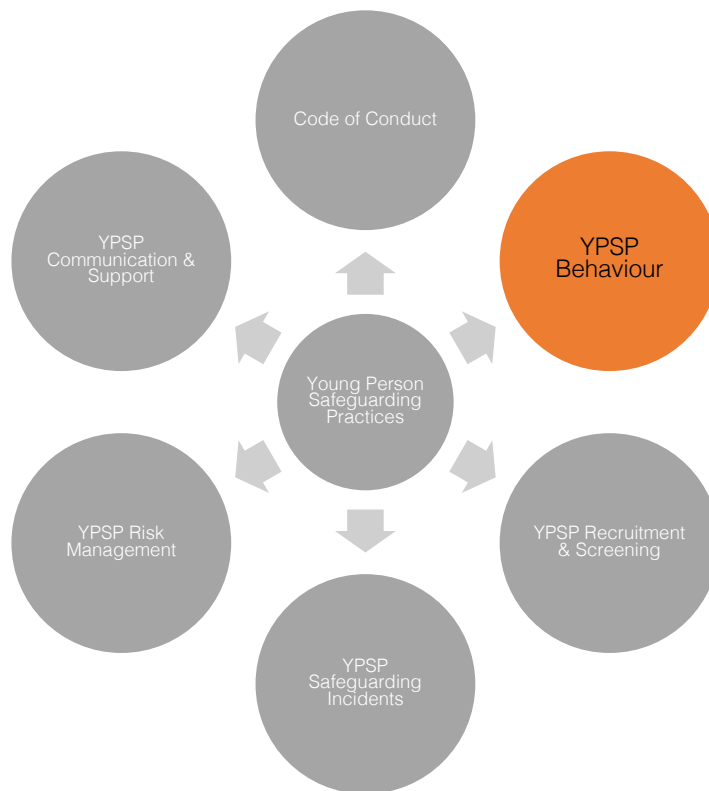 Code of Conduct
YPSP
Behaviour
YPSP Recruitment
& Screening
YPSP
Safeguarding
Incidents
YPSP Risk
Management
YPSP
Communication &
Support
Young Person
Safeguarding
Practices